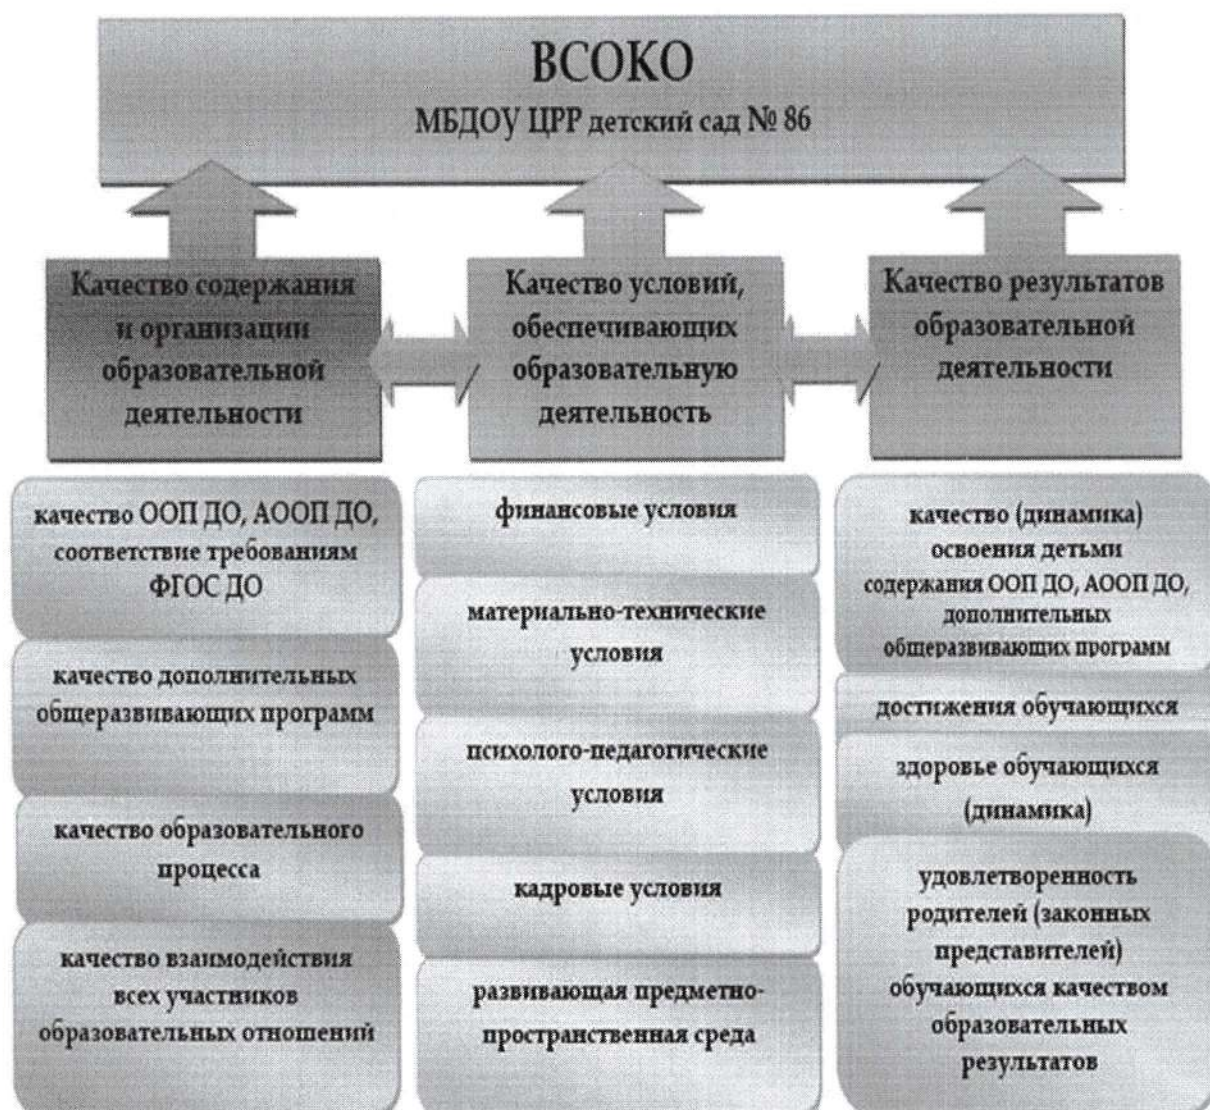 ВСОКО
МБДОУ ЦРР детский сад № 86
Качество содержания
и организации
образовательной
деятельности
Качество условий,
обеспечивающих
образовательную
деятельность
Качество результатов
образовательной
деятельности
качество ООП ДО, АООП ДО,
соответствие требованиям
ФГОС ДО
качество дополнительных
общеразвивающих программ
качество образовательного
процесса
качество взаимодействия
всех участников
образовательных отношений
финансовые условия
материально-технические
условия
психолого-педагогические
условия
кадровые условия
развивающая предметно-
пространственная среда
качество (динамика)
освоения детьми
содержания ООП ДО, АООП ДО,
дополнительных
общеразвивающих программ
достижения обучающихся
здоровье обучающихся
(динамика)
удовлетворенность
родителей (законных
представителей)
обучающихся качеством
образовательных
результатов